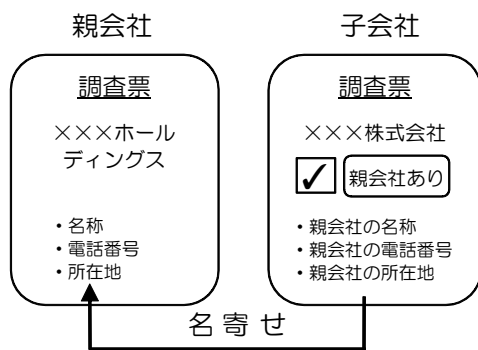 親会社
調査票
×××ホール
ディングス
・名称
・電話番号
・所在地
子会社
調査票
×××株式会社
✓ 親会社あり
・親会社の名称
・親会社の電話番号
・親会社の所在地
名寄せ